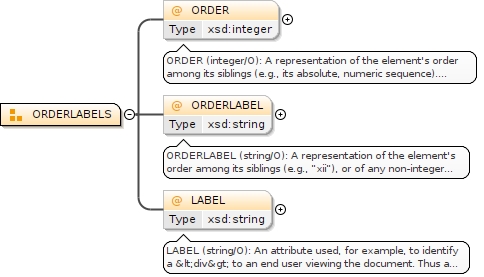 @ ORDER
Type xsd:integer
ORDER (integer/O): A representation of the element's order
among its siblings (e.g., its absolute, numeric sequence)....
ORDERLABELS
@ ORDERLABEL
Type xsd:string
ORDERLABEL (string/O): A representation of the element's
order among its siblings (e.g., "xii"), or of any non-integer...
@ LABEL
Type xsd:string
LABEL (string/O): An attribute used, for example, to identify
a &lt;div&gt; to an end user viewing the document. Thus a...